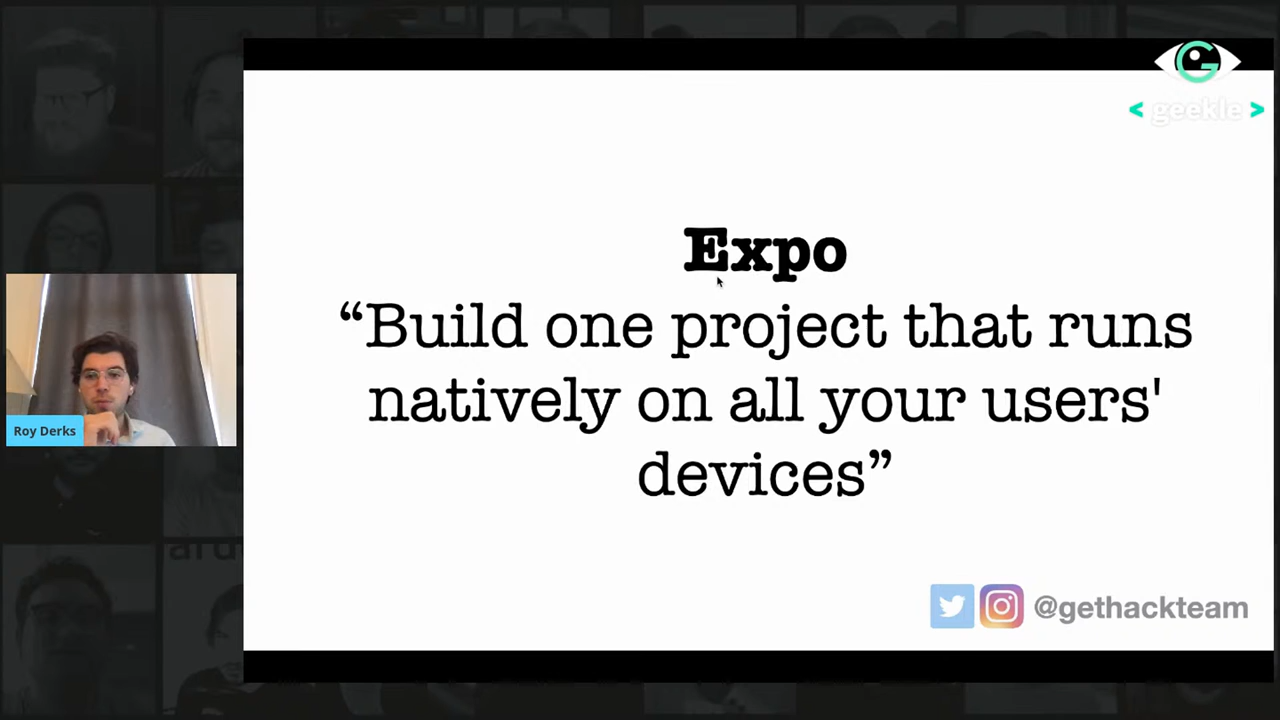 < geekle >
Expo
“Build one project that runs
natively on all your users'
devices”
Roy Derks
@gethackteam